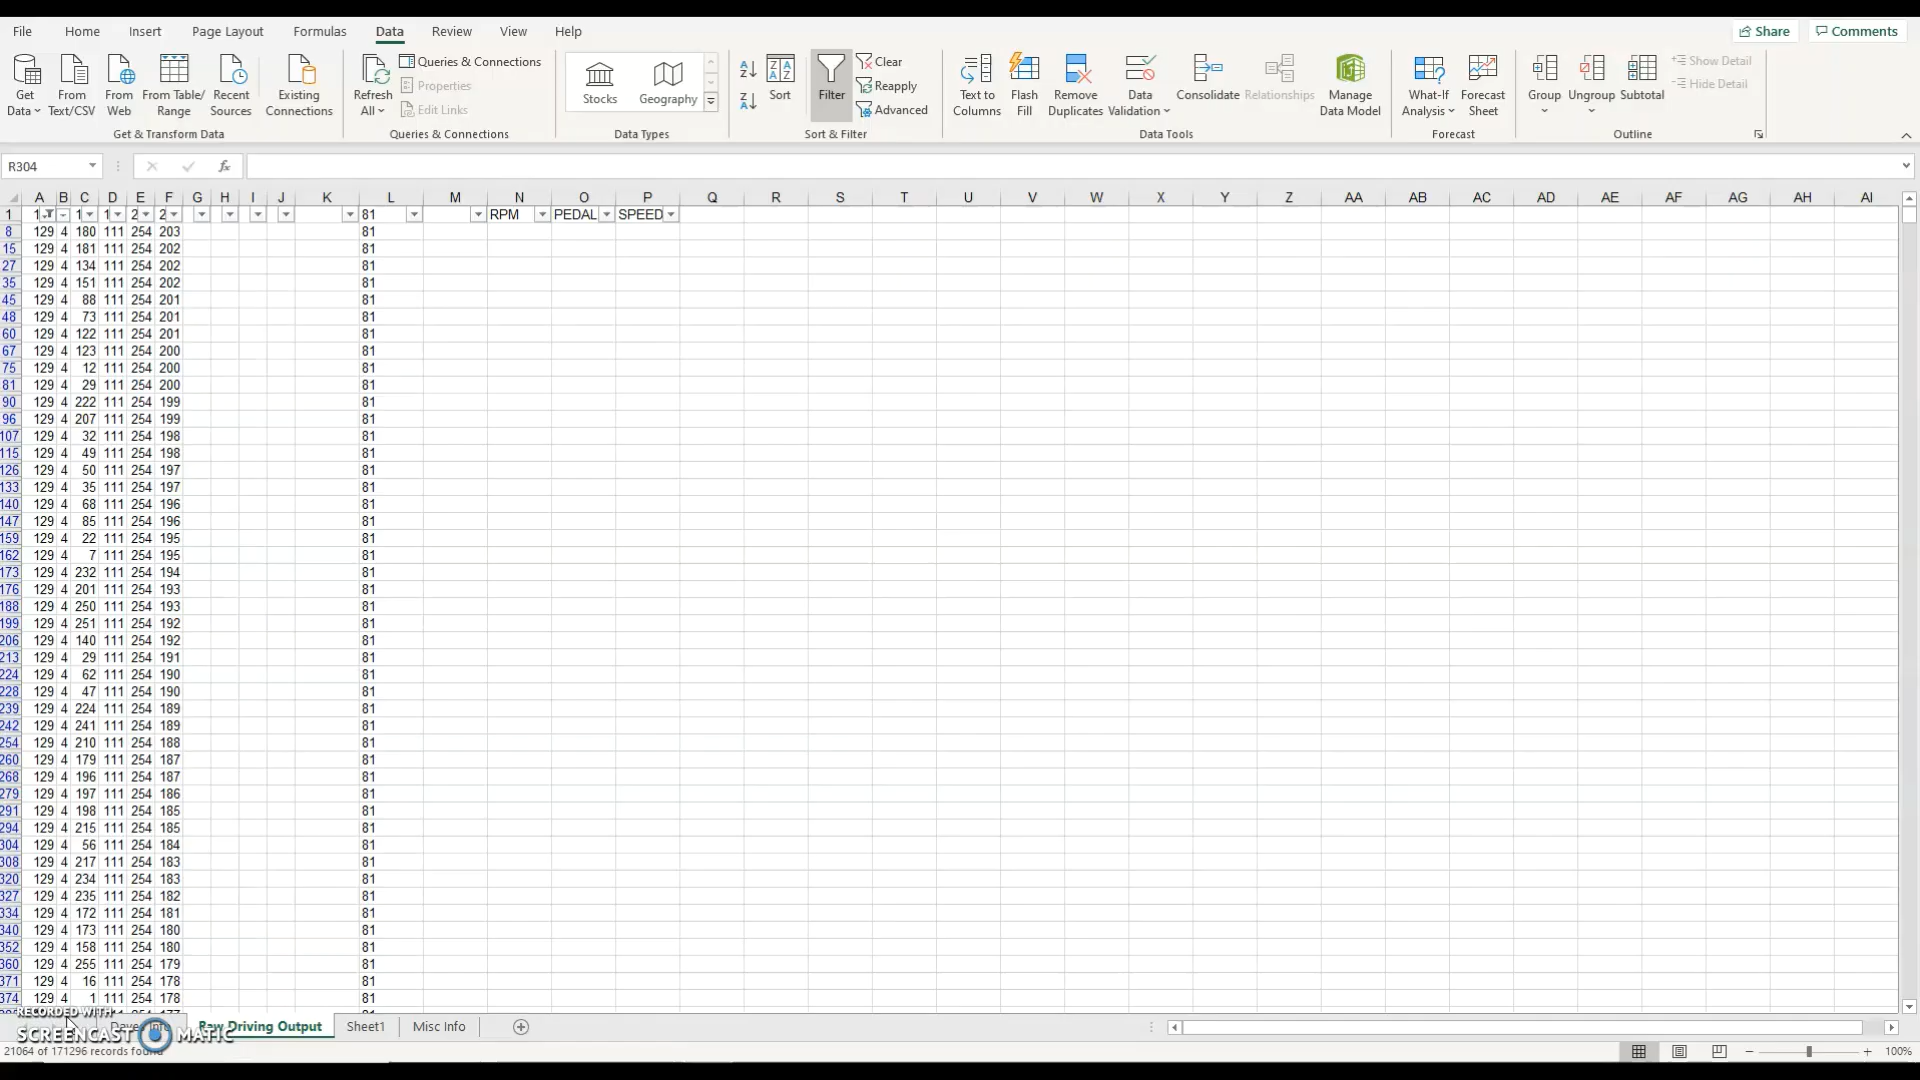 File Home Insert Page Layout Formulas Data Review View Help Share Comments
Get Data From Text/CSV From Web From Table/ Range Recent Sources Existing Connections Refresh All Queries & Connections Properties Edit Links Stocks Geography Sort Filter Clear Reapply Advanced Text to Columns Flash Fill Remove Duplicates Data Validation Consolidate Relationships Manage Data Model What-If Analysis Forecast Sheet Group Ungroup Subtotal Show Detail Hide Detail
Get & Transform Data Queries & Connections Data Types Sort & Filter Data Tools Forecast Outline
R304 fx
A B C D E F G H I J K L M N O P Q R S T U V W X Y Z AA AB AC AD AE AF AG AH AI
1 1 1 1 2 2 81 RPM PEDAL SPEED
8 129 4 180 111 254 203 81
15 129 4 181 111 254 202 81
27 129 4 134 111 254 202 81
35 129 4 151 111 254 202 81
45 129 4 88 111 254 201 81
48 129 4 73 111 254 201 81
60 129 4 122 111 254 201 81
67 129 4 123 111 254 200 81
75 129 4 12 111 254 200 81
81 129 4 29 111 254 200 81
90 129 4 222 111 254 199 81
96 129 4 207 111 254 199 81
107 129 4 32 111 254 198 81
115 129 4 49 111 254 198 81
126 129 4 50 111 254 197 81
133 129 4 35 111 254 197 81
140 129 4 68 111 254 196 81
147 129 4 85 111 254 196 81
159 129 4 22 111 254 195 81
162 129 4 7 111 254 195 81
173 129 4 232 111 254 194 81
176 129 4 201 111 254 193 81
188 129 4 250 111 254 193 81
199 129 4 251 111 254 192 81
206 129 4 140 111 254 192 81
213 129 4 29 111 254 191 81
224 129 4 62 111 254 190 81
228 129 4 47 111 254 190 81
239 129 4 224 111 254 189 81
242 129 4 241 111 254 189 81
254 129 4 210 111 254 188 81
260 129 4 179 111 254 187 81
268 129 4 196 111 254 187 81
279 129 4 197 111 254 186 81
291 129 4 198 111 254 185 81
294 129 4 215 111 254 185 81
304 129 4 56 111 254 184 81
308 129 4 217 111 254 183 81
320 129 4 234 111 254 183 81
327 129 4 235 111 254 182 81
334 129 4 172 111 254 181 81
340 129 4 173 111 254 180 81
352 129 4 158 111 254 180 81
360 129 4 255 111 254 179 81
371 129 4 16 111 254 178 81
374 129 4 1 111 254 178 81
RECORDED WITH
SCREENCAST MATIC
Raw Driving Output Sheet1 Misc Info
21064 of 171296 records found 100%